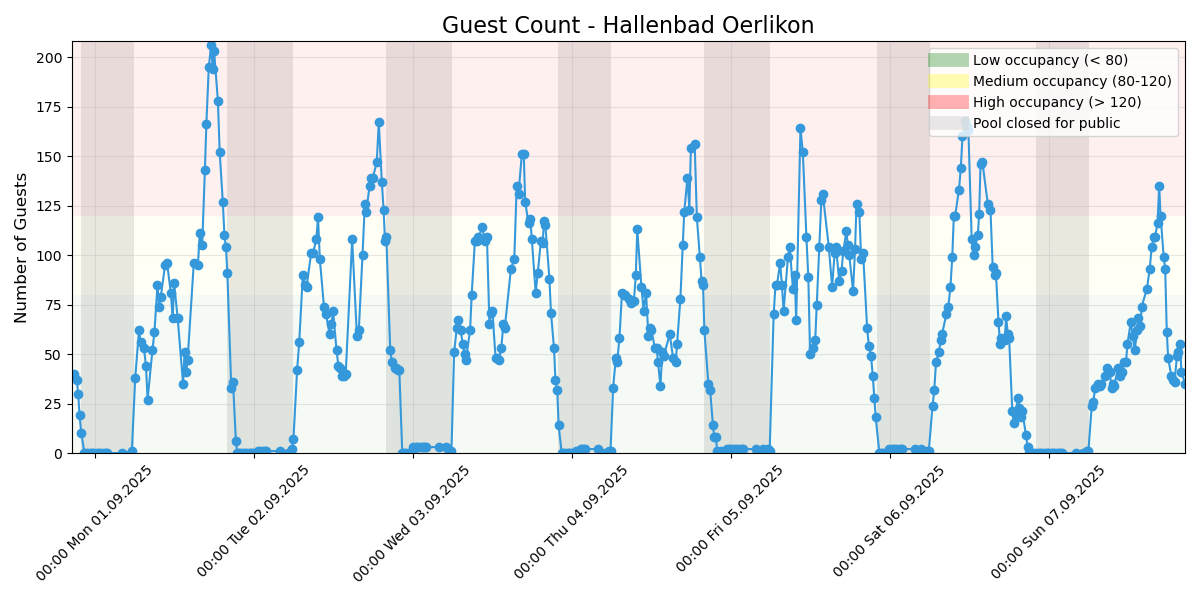 Guest Count - Hallenbad Oerlikon
Number of Guests
200
175
150
125
100
75
50
25
0
Low occupancy (< 80)
Medium occupancy (80-120)
High occupancy (> 120)
Pool closed for public
00:00 Mon 01.09.2025
00:00 Tue 02.09.2025
00:00 Wed 03.09.2025
00:00 Thu 04.09.2025
00:00 Fri 05.09.2025
00:00 Sat 06.09.2025
00:00 Sun 07.09.2025